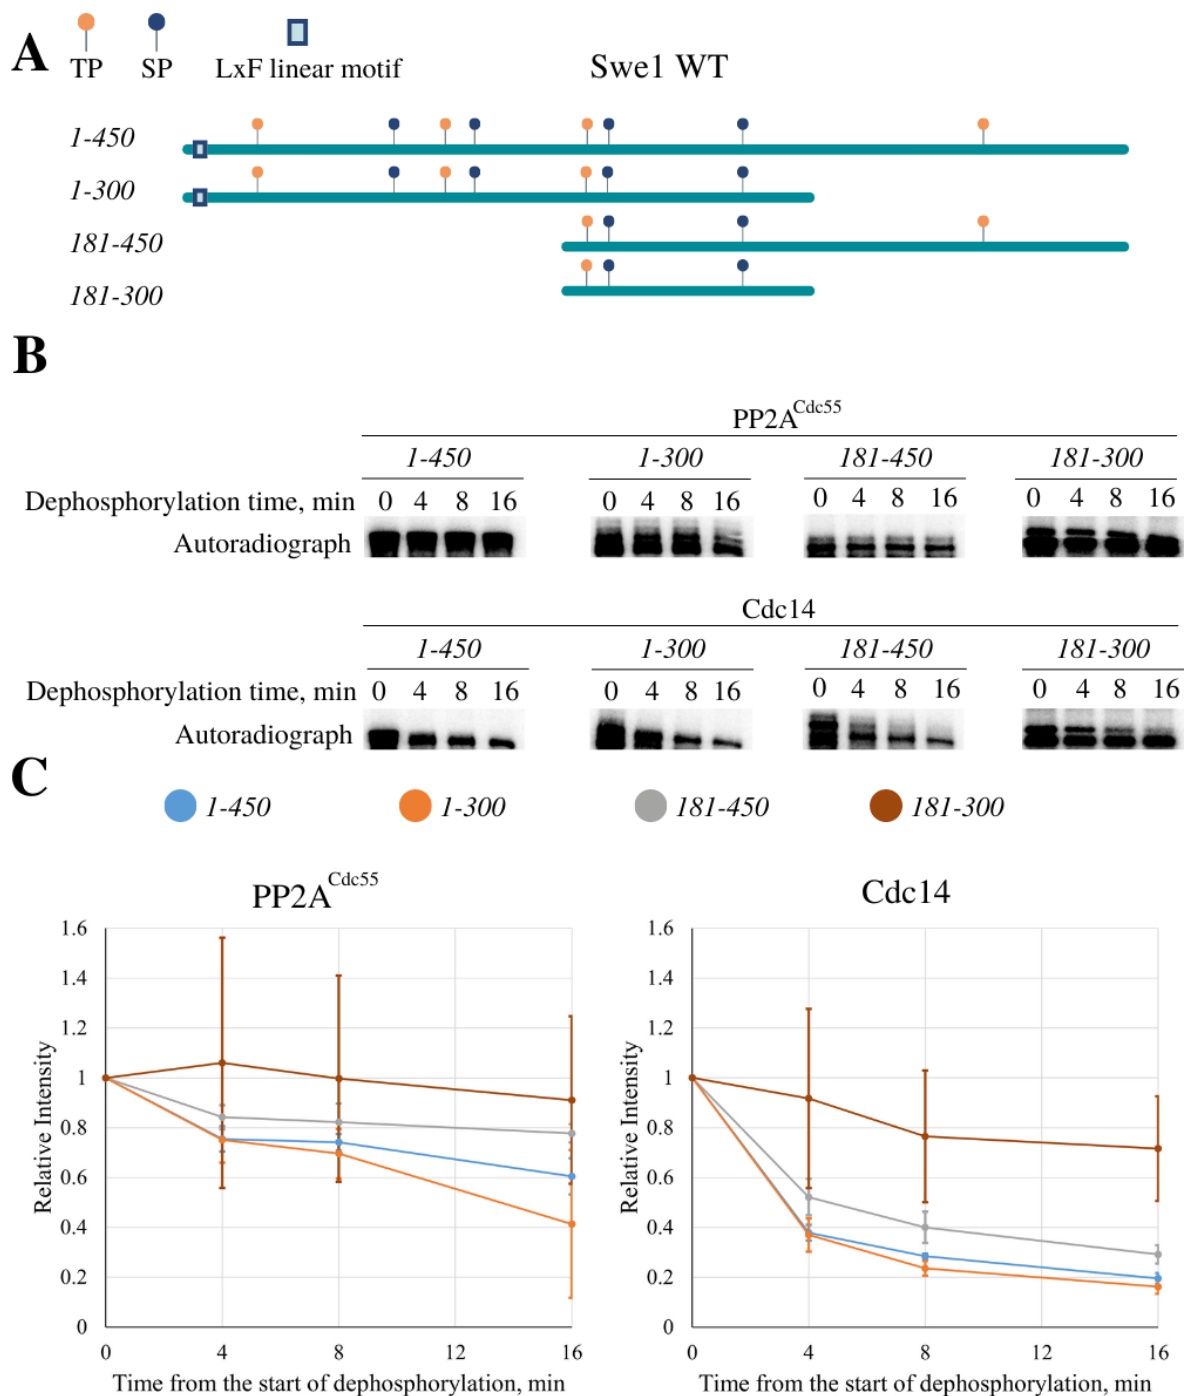 A
TP SP LxF linear motif Swe1 WT
1-450
1-300
181-450
181-300
B
PP2A^Cdc55
1-450 1-300 181-450 181-300
Dephosphorylation time, min 0 4 8 16 0 4 8 16 0 4 8 16 0 4 8 16
Autoradiograph
Cdc14
1-450 1-300 181-450 181-300
Dephosphorylation time, min 0 4 8 16 0 4 8 16 0 4 8 16 0 4 8 16
Autoradiograph
C
1-450 1-300 181-450 181-300
PP2A^Cdc55
Relative Intensity
1.6
1.4
1.2
1
0.8
0.6
0.4
0.2
0
0 4 8 12 16
Time from the start of dephosphorylation, min
Cdc14
Relative Intensity
1.6
1.4
1.2
1
0.8
0.6
0.4
0.2
0
0 4 8 12 16
Time from the start of dephosphorylation, min